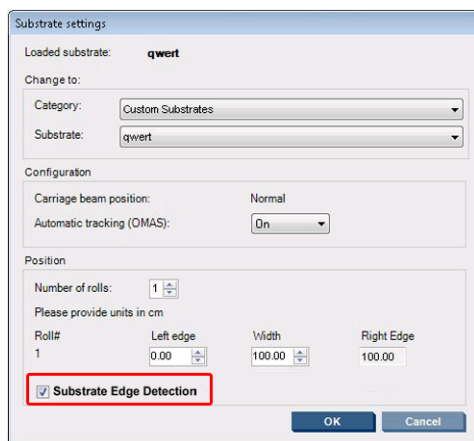 Substrate settings
Loaded substrate: qwert
Change to:
Category: Custom Substrates
Substrate: qwert
Configuration
Carriage beam position: Normal
Automatic tracking (OMAS): On
Position
Number of rolls: 1
Please provide units in cm
Roll# Left edge Width Right Edge
1 0.00 100.00 100.00
Substrate Edge Detection
OK Cancel